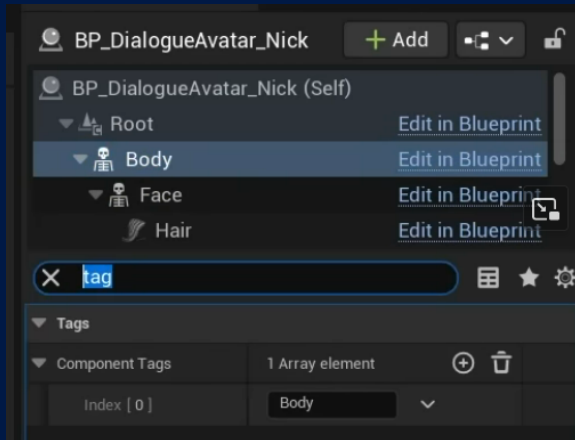 BP_DialogueAvatar_Nick + Add
BP_DialogueAvatar_Nick (Self)
Root Edit in Blueprint
Body Edit in Blueprint
Face Edit in Blueprint
Hair Edit in Blueprint
tag
Tags
Component Tags 1 Array element
Index [ 0 ] Body